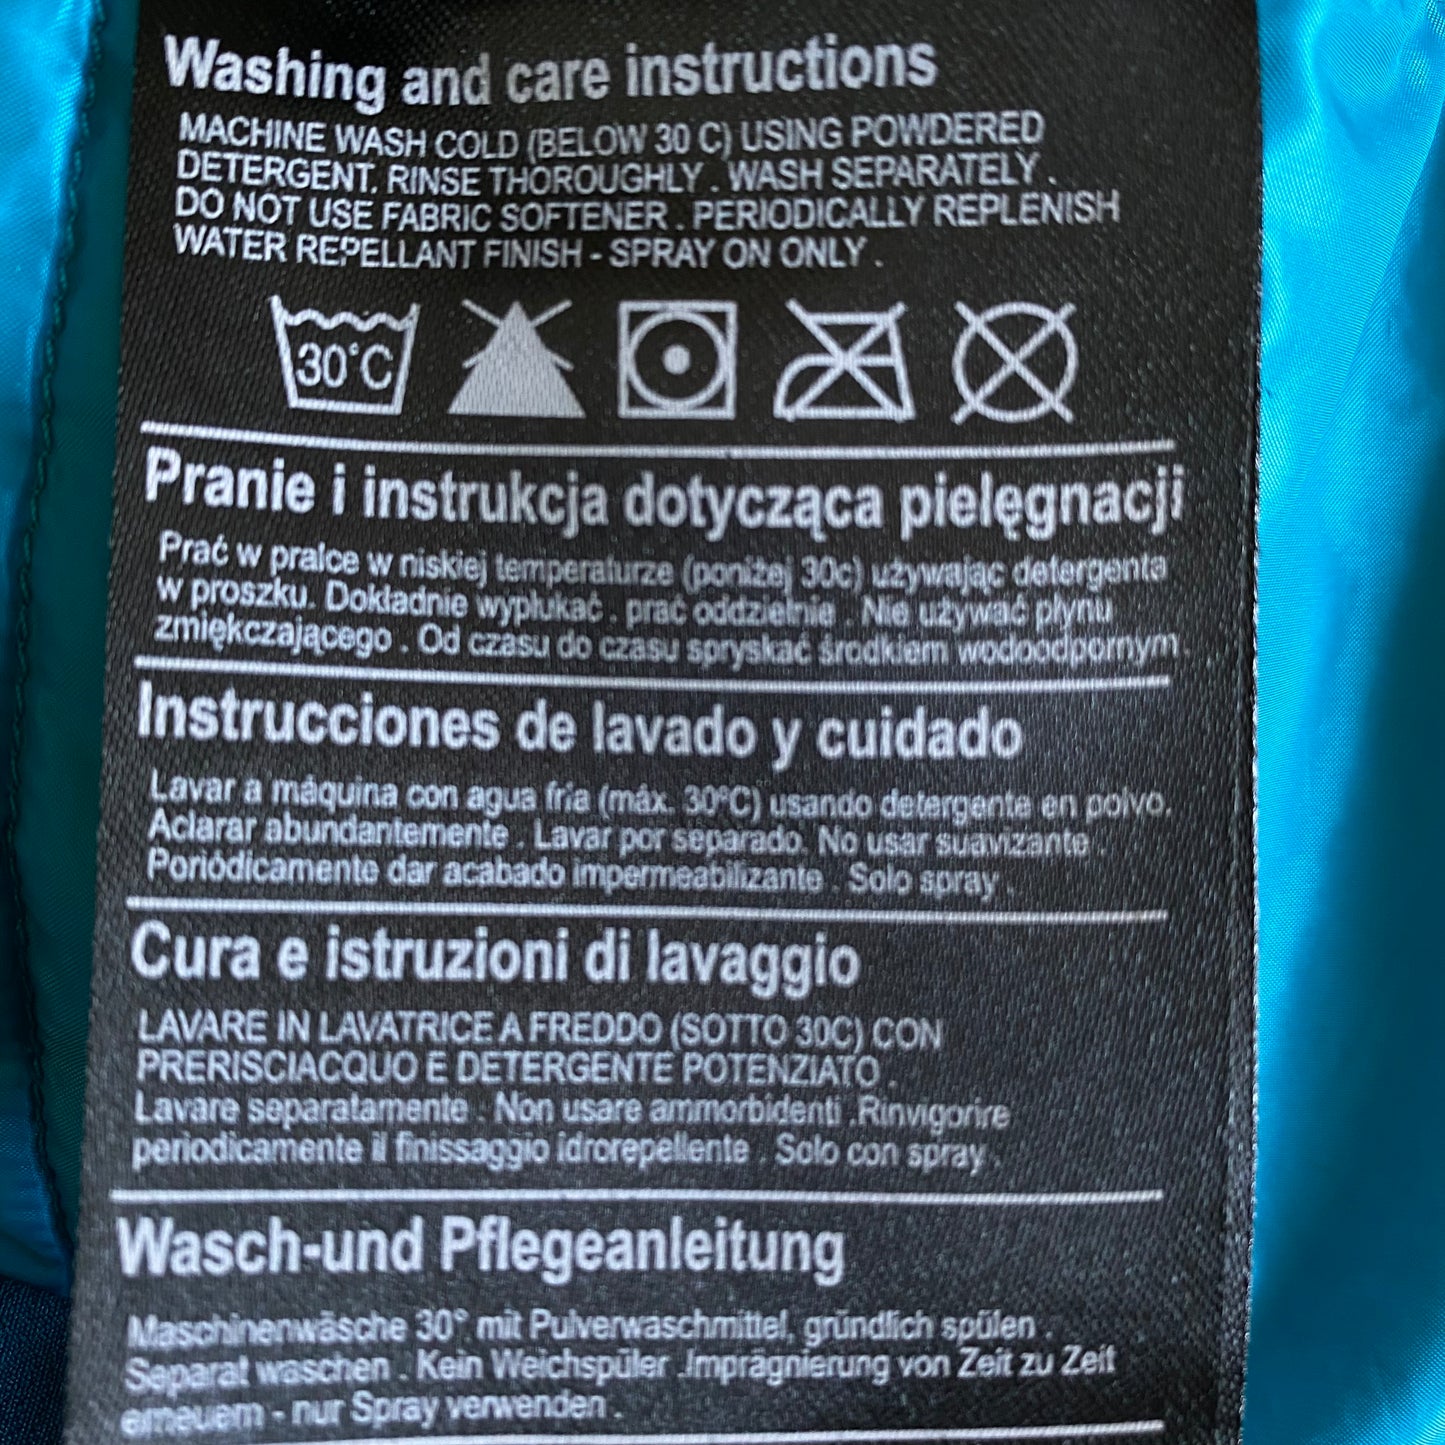 Washing and care instructions
MACHINE WASH COLD (BELOW 30 C) USING POWDERED
DETERGENT. RINSE THOROUGHLY . WASH SEPARATELY .
DO NOT USE FABRIC SOFTENER . PERIODICALLY REPLENISH
WATER REPELLANT FINISH - SPRAY ON ONLY .
30°C
Pranie i instrukcja dotycząca pielęgnacji
Prać w pralce w niskiej temperaturze (poniżej 30c) używając detergenta
w proszku. Dokładnie wypłukać . prać oddzielnie . Nie używać płynu
zmiękczającego . Od czasu do czasu spryskać środkiem wodoodpornym.
Instrucciones de lavado y cuidado
Lavar a máquina con agua fría (máx. 30ºC) usando detergente en polvo.
Aclarar abundantemente . Lavar por separado. No usar suavizante .
Poriódicamente dar acabado impermeabilizante . Solo spray .
Cura e istruzioni di lavaggio
LAVARE IN LAVATRICE A FREDDO (SOTTO 30C) CON
PRERISCIACQUO E DETERGENTE POTENZIATO .
Lavare separatamente . Non usare ammorbidenti .Rinvigorire
periodicamente il finissaggio idrorepellente . Solo con spray .
Wasch-und Pflegeanleitung
Maschinenwäsche 30° mit Pulverwaschmittel, gründlich spülen .
Separat waschen . Kein Weichspüler .Imprägnierung von Zeit zu Zeit
erneuern - nur Spray verwenden .